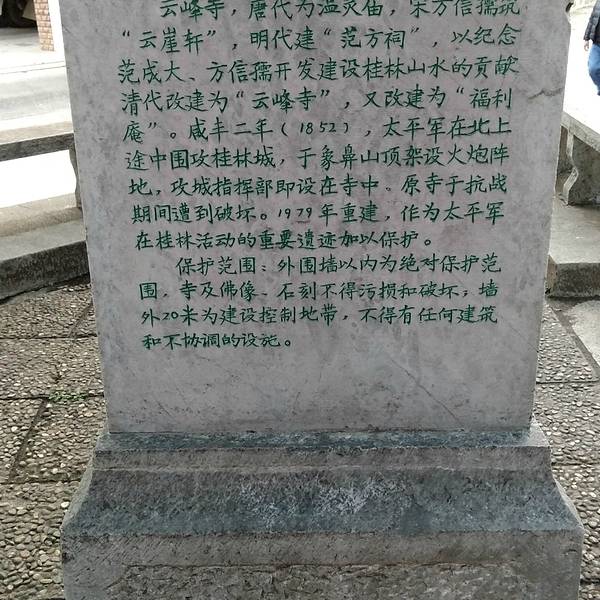 云峰寺，唐代为温灵庙，宋方信孺筑
“云崖轩”，明代建“范方祠”，以纪念
范成大、方信孺开发建设桂林山水的贡献
清代改建为“云峰寺”，又改建为“福利
庵”。咸丰二年（1852），太平军在北上
途中围攻桂林城，于象鼻山顶架设火炮阵
地，攻城指挥部即设在寺中。原寺于抗战
期间遭到破坏。1979年重建，作为太平军
在桂林活动的重要遗迹加以保护。
保护范围：外围墙以内为绝对保护范
围，寺及佛像、石刻不得污损和破坏；墙
外20米为建设控制地带，不得有任何建筑
和不协调的设施。